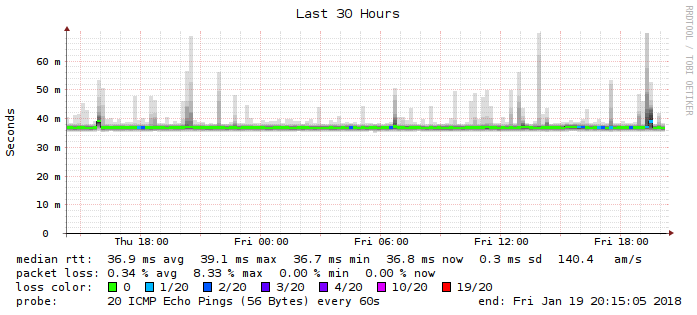 Last 30 Hours
RRDTOOL / TOBI OETIKER
Seconds
60 m
50 m
40 m
30 m
20 m
10 m
0
Thu 18:00 Fri 00:00 Fri 06:00 Fri 12:00 Fri 18:00
median rtt: 36.9 ms avg 39.1 ms max 36.7 ms min 36.8 ms now 0.3 ms sd 140.4 am/s
packet loss: 0.34 % avg 8.33 % max 0.00 % min 0.00 % now
loss color: 0 1/20 2/20 3/20 4/20 10/20 19/20
probe: 20 ICMP Echo Pings (56 Bytes) every 60s end: Fri Jan 19 20:15:05 2018